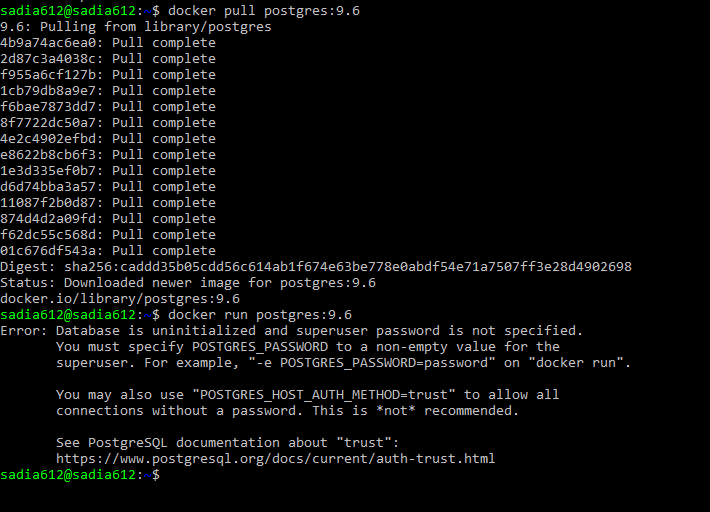 sadia612@sadia612:~$ docker pull postgres:9.6
9.6: Pulling from library/postgres
4b9a74ac6ea0: Pull complete
2d87c3a4038c: Pull complete
f955a6cf127b: Pull complete
1cb79db8a9e7: Pull complete
f6bae7873dd7: Pull complete
8f7722dc50a7: Pull complete
4e2c4902efbd: Pull complete
e8622b8cb6f3: Pull complete
1e3d335ef0b7: Pull complete
d6d74bba3a57: Pull complete
11087f2b0d87: Pull complete
874d4d2a09fd: Pull complete
f62dc55c568d: Pull complete
01c676df543a: Pull complete
Digest: sha256:caddd35b05cdd56c614ab1f674e63be778e0abdf54e71a7507ff3e28d4902698
Status: Downloaded newer image for postgres:9.6
docker.io/library/postgres:9.6
sadia612@sadia612:~$ docker run postgres:9.6
Error: Database is uninitialized and superuser password is not specified.
       You must specify POSTGRES_PASSWORD to a non-empty value for the
       superuser. For example, "-e POSTGRES_PASSWORD=password" on "docker run".

       You may also use "POSTGRES_HOST_AUTH_METHOD=trust" to allow all
       connections without a password. This is *not* recommended.

       See PostgreSQL documentation about "trust":
       https://www.postgresql.org/docs/current/auth-trust.html
sadia612@sadia612:~$